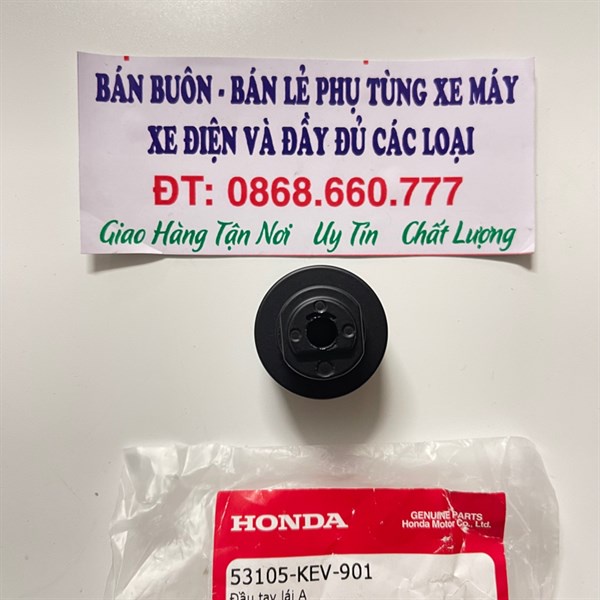 BÁN BUÔN - BÁN LẺ PHỤ TÙNG XE MÁY
XE ĐIỆN VÀ ĐẦY ĐỦ CÁC LOẠI
ĐT: 0868.660.777
Giao Hàng Tận Nơi Uy Tín Chất Lượng
HONDA
GENUINE PARTS
Honda Motor Co., Ltd.
53105-KEV-901
Đầu tay lái A